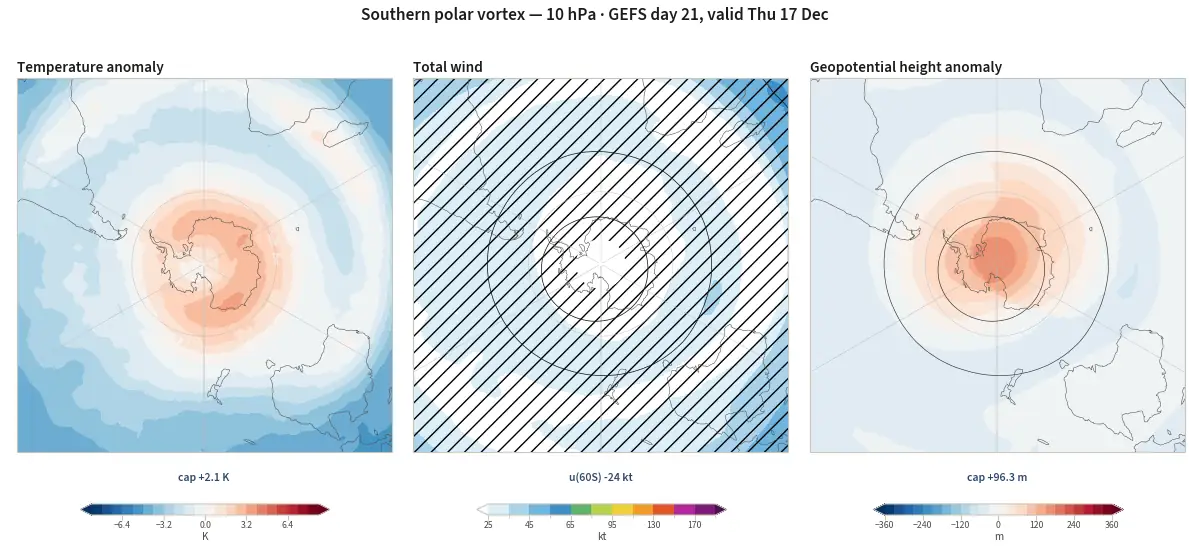 Southern polar vortex — 10 hPa · GEFS day 21, valid Thu 17 Dec
Temperature anomaly
Total wind
Geopotential height anomaly
cap +2.1 K
u(60S) -24 kt
cap +96.3 m
−6.4 −3.2 0.0 3.2 6.4
K
25 45 65 95 130 170
kt
−360 −240 −120 0 120 240 360
m